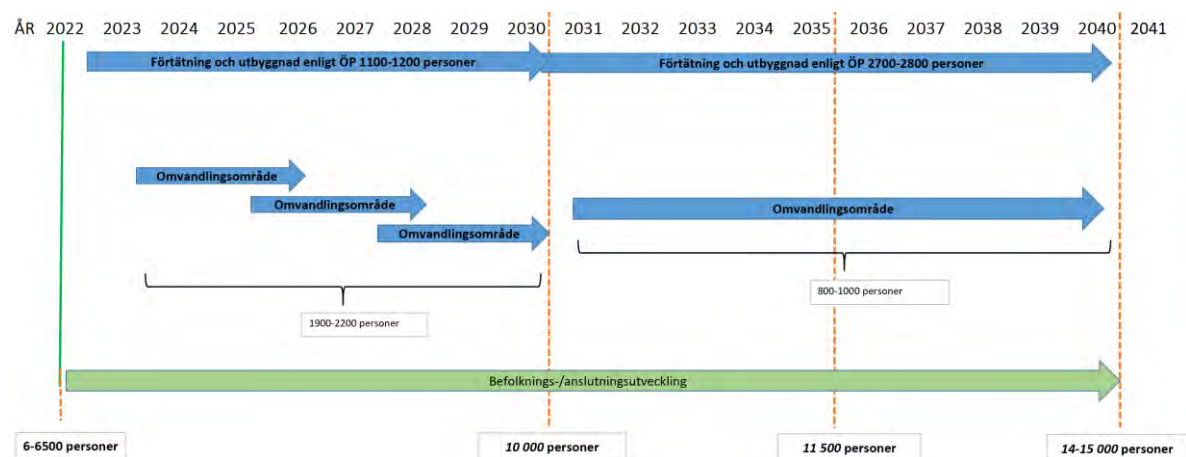 ÅR 2022 2023 2024 2025 2026 2027 2028 2029 2030 2031 2032 2033 2034 2035 2036 2037 2038 2039 2040 2041
Förtätning och utbyggnad enligt ÖP 1100-1200 personer
Förtätning och utbyggnad enligt ÖP 2700-2800 personer
Omvandlingsområde
Omvandlingsområde
Omvandlingsområde
Omvandlingsområde
1900-2200 personer
800-1000 personer
Befolknings-/anslutningsutveckling
6-6500 personer
10 000 personer
11 500 personer
14-15 000 personer